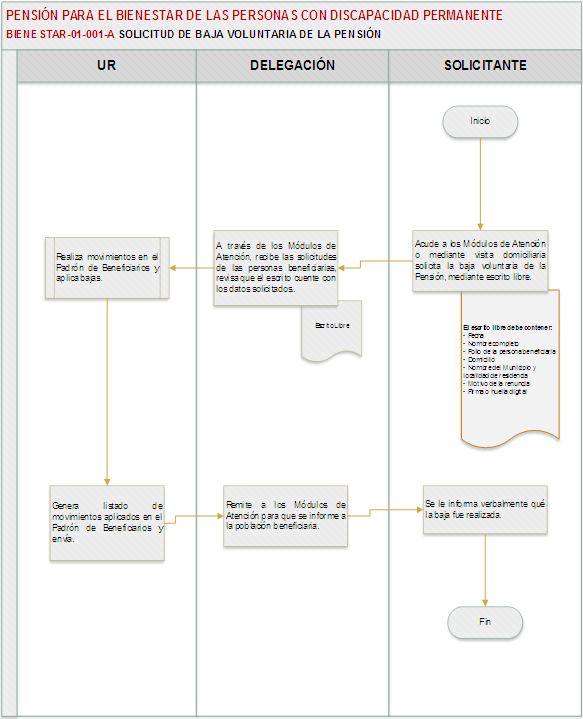 PENSIÓN PARA EL BIENESTAR DE LAS PERSONAS CON DISCAPACIDAD PERMANENTE
BIENESTAR-01-001-A SOLICITUD DE BAJA VOLUNTARIA DE LA PENSIÓN
UR
DELEGACIÓN
SOLICITANTE
Inicio
Acude a los Módulos de Atención
o mediante visita domiciliaria
solicita la baja voluntaria de la
Pensión, mediante escrito libre.
El escrito libre debe contener:
- Fecha
- Nombre completo
- Folio de la persona beneficiaria
- Domicilio
- Nombre del Municipio y
localidad de residencia
- Motivo de la renuncia
- Firma o huella digital
A través de los Módulos de
Atención, recibe las solicitudes
de las personas beneficiarias,
revisa que el escrito cuente con
los datos solicitados.
Escrito Libre
Realiza movimientos en el
Padrón de Beneficiarios y
aplica bajas.
Genera listado de
movimientos aplicados en el
Padrón de Beneficiarios y
envía.
Remite a los Módulos de
Atención para que se informe a
la población beneficiaria.
Se le informa verbalmente qué
la baja fue realizada.
Fin